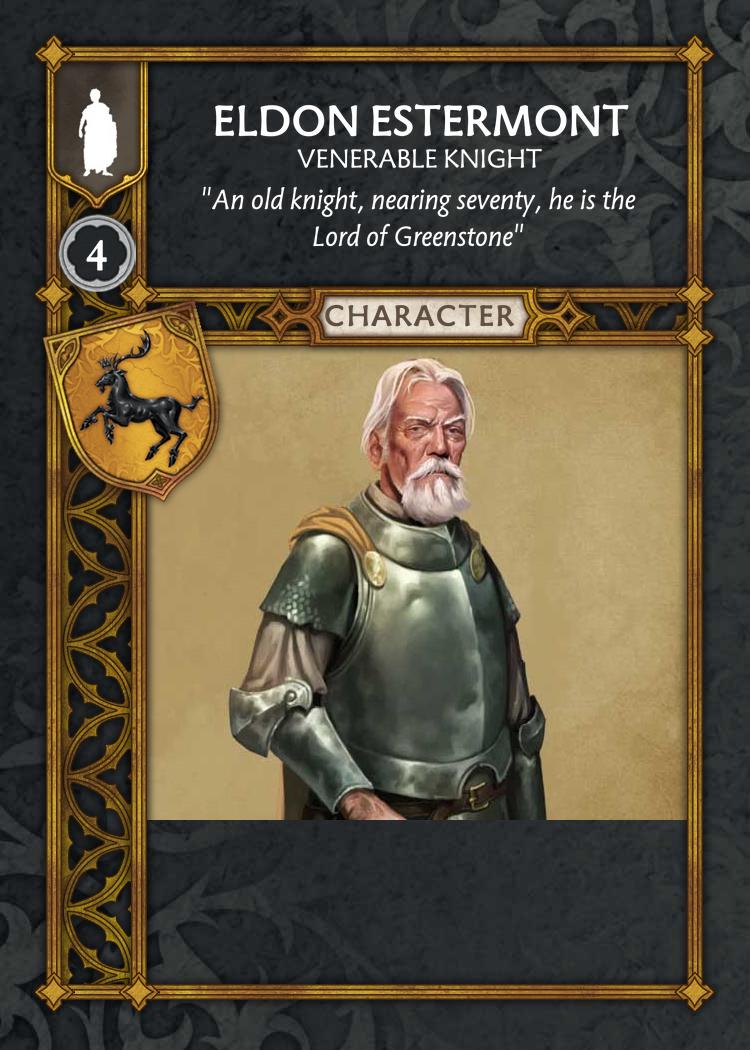 ELDON ESTERMONT
VENERABLE KNIGHT
"An old knight, nearing seventy, he is the
Lord of Greenstone"
4
CHARACTER